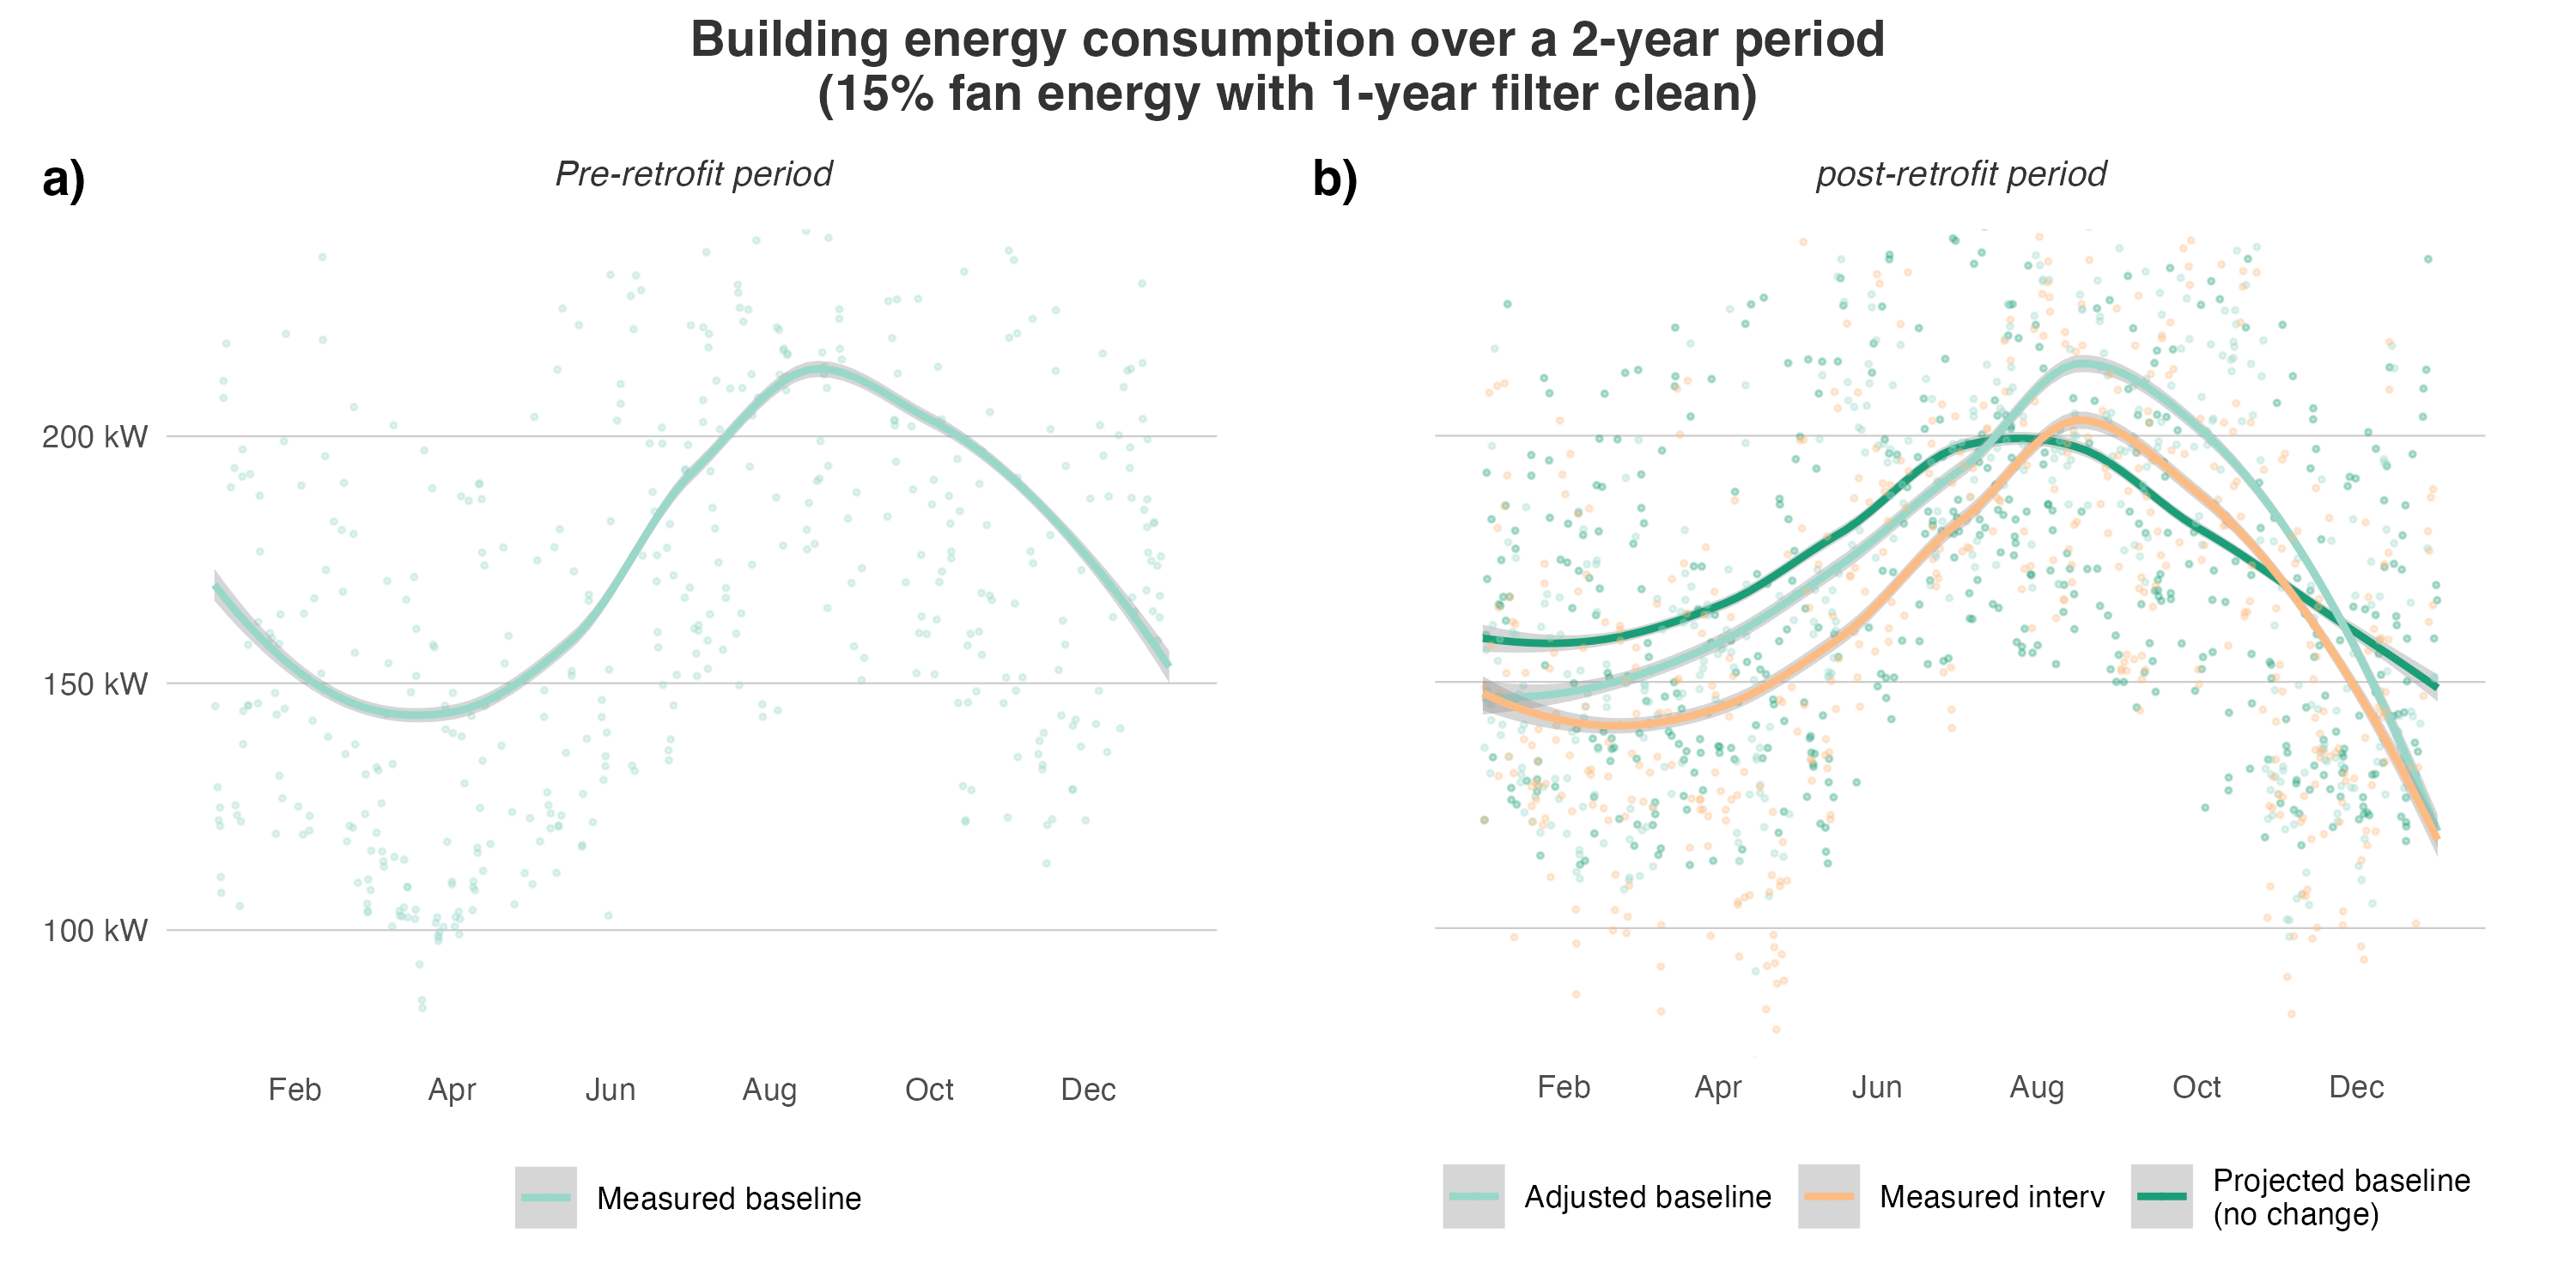 Building energy consumption over a 2-year period
(15% fan energy with 1-year filter clean)
a)
Pre-retrofit period
200 kW
150 kW
100 kW
Feb Apr Jun Aug Oct Dec
Measured baseline
b)
post-retrofit period
Feb Apr Jun Aug Oct Dec
Adjusted baseline
Measured interv
Projected baseline
(no change)